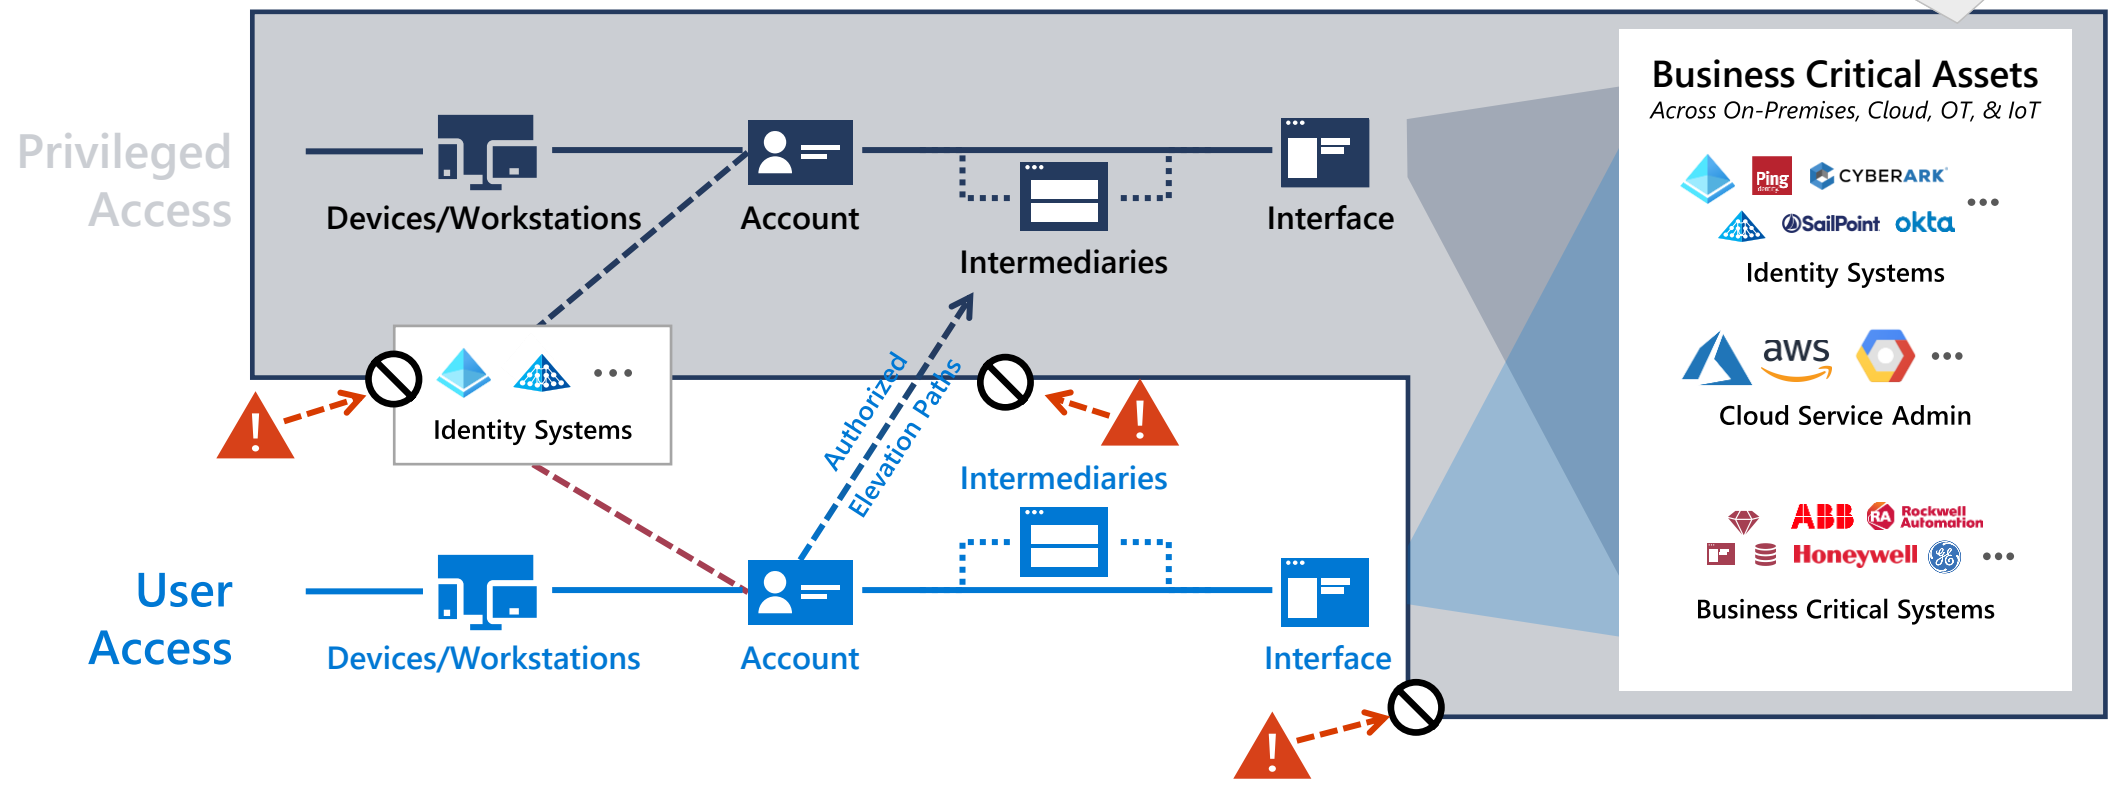 Privileged
Access
Devices/Workstations
Account
Intermediaries
Interface
Identity Systems
Authorized
Elevation Paths
User
Access
Devices/Workstations
Account
Intermediaries
Interface
Business Critical Assets
Across On-Premises, Cloud, OT, & IoT
Ping
CYBERARK®
SailPoint
okta
Identity Systems
aws
Cloud Service Admin
ABB
RA Rockwell
Automation
Honeywell
GE
Business Critical Systems